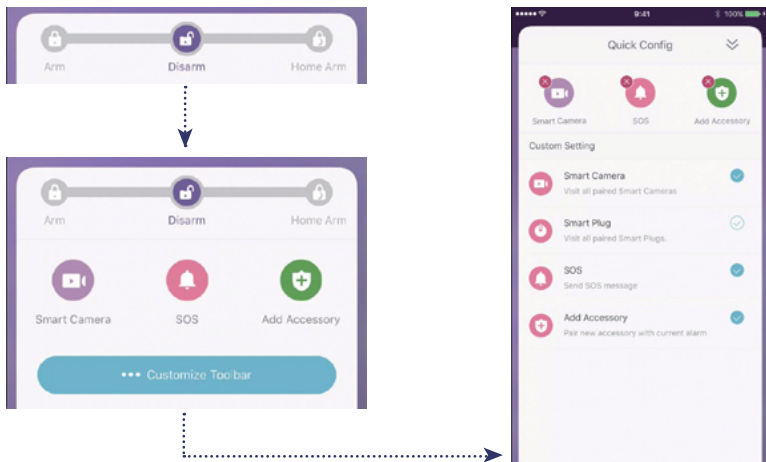 Arm Disarm Home Arm
Arm Disarm Home Arm
Smart Camera SOS Add Accessory
••• Customize Toolbar
9:41 100%
Quick Config
Smart Camera SOS Add Accessory
Custom Setting
Smart Camera
Visit all paired Smart Cameras
Smart Plug
Visit all paired Smart Plugs.
SOS
Send SOS message
Add Accessory
Pair new accessory with current alarm